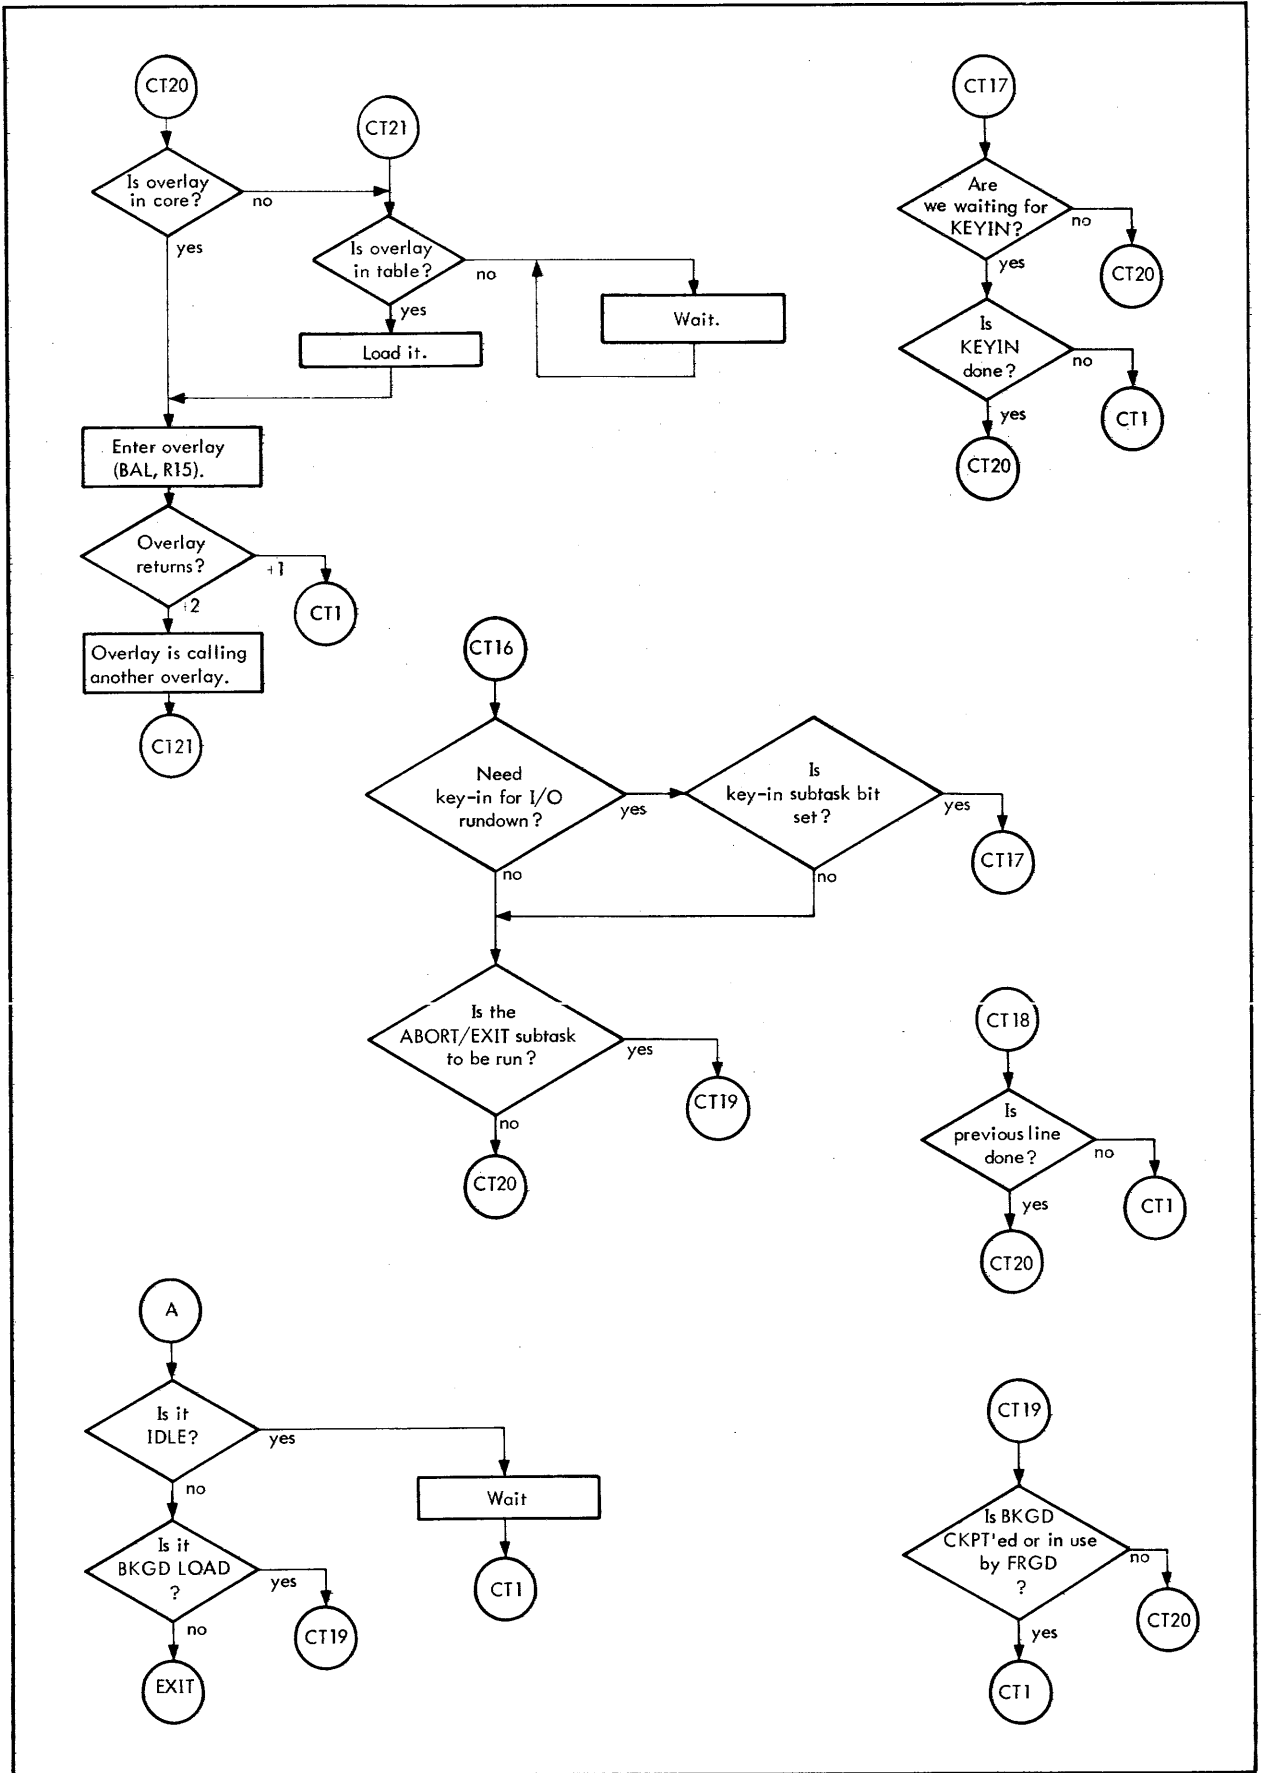 CT20
CT21
Is overlay
in core?
no
yes
Is overlay
in table?
no
yes
Wait.
Load it.
Enter overlay
(BAL, R15).
Overlay
returns?
+1
+2
CT1
Overlay is calling
another overlay.
CT21
CT17
Are
we waiting for
KEYIN?
no
yes
CT20
Is
KEYIN
done?
no
yes
CT1
CT20
CT16
Need
key-in for I/O
rundown?
yes
no
Is
key-in subtask bit
set?
yes
no
CT17
Is the
ABORT/EXIT subtask
to be run?
yes
no
CT19
CT20
CT18
Is
previous line
done?
no
yes
CT1
CT20
A
Is it
IDLE?
yes
no
Wait
CT1
Is it
BKGD LOAD
?
yes
no
CT19
EXIT
CT19
Is BKGD
CKPT'ed or in use
by FRGD
?
no
yes
CT20
CT1